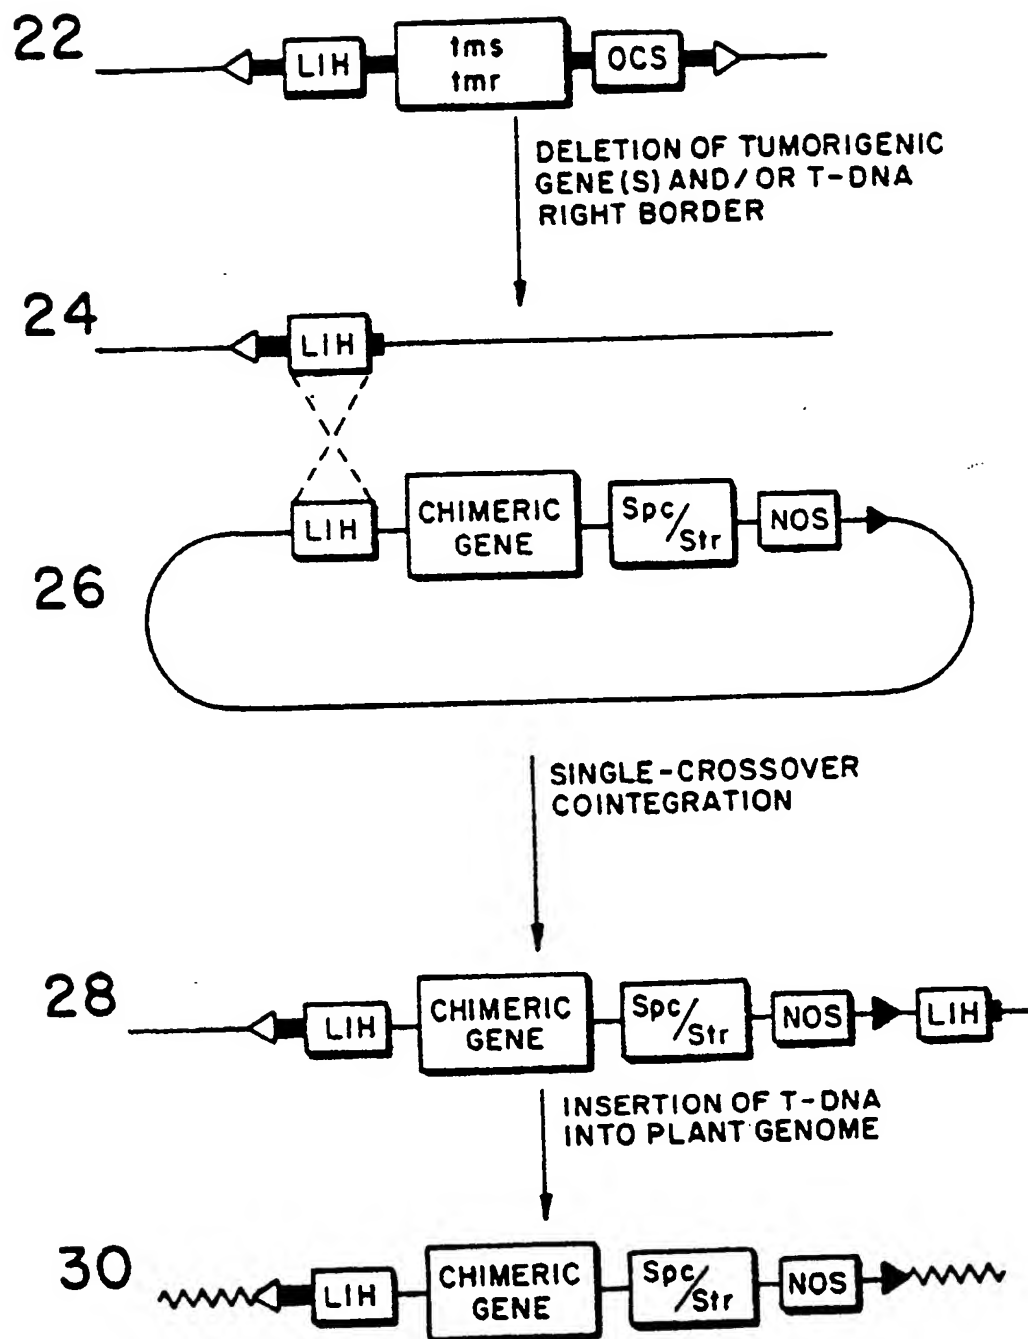 22
LIH
tms
tmr
OCS
DELETION OF TUMORIGENIC
GENE(S) AND/OR T-DNA
RIGHT BORDER
24
LIH
26
LIH
CHIMERIC
GENE
Spc/
Str
NOS
SINGLE-CROSSOVER
COINTEGRATION
28
LIH
CHIMERIC
GENE
Spc/
Str
NOS
LIH
INSERTION OF T-DNA
INTO PLANT GENOME
30
LIH
CHIMERIC
GENE
Spc/
Str
NOS